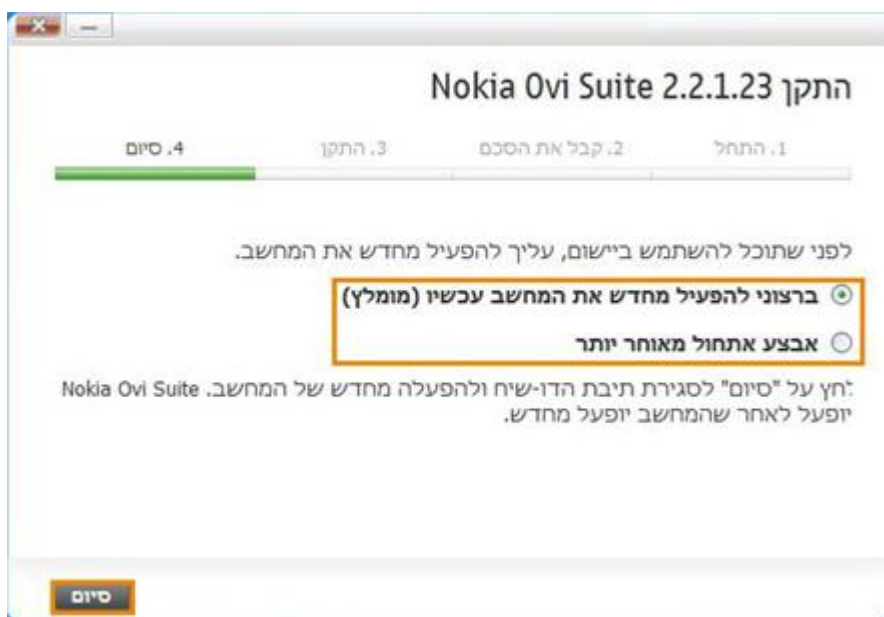 התקן Nokia Ovi Suite 2.2.1.23
1. התחל
2. קבל את הסכם
3. התקן
4. סיום
לפני שתוכל להשתמש ביישום, עליך להפעיל מחדש את המחשב.
ברצוני להפעיל מחדש את המחשב עכשיו (מומלץ)
אבצע אתחול מאוחר יותר
לחץ על "סיום" לסגירת תיבת הדו-שיח ולהפעלה מחדש של המחשב. Nokia Ovi Suite
יופעל לאחר שהמחשב יופעל מחדש.
סיום